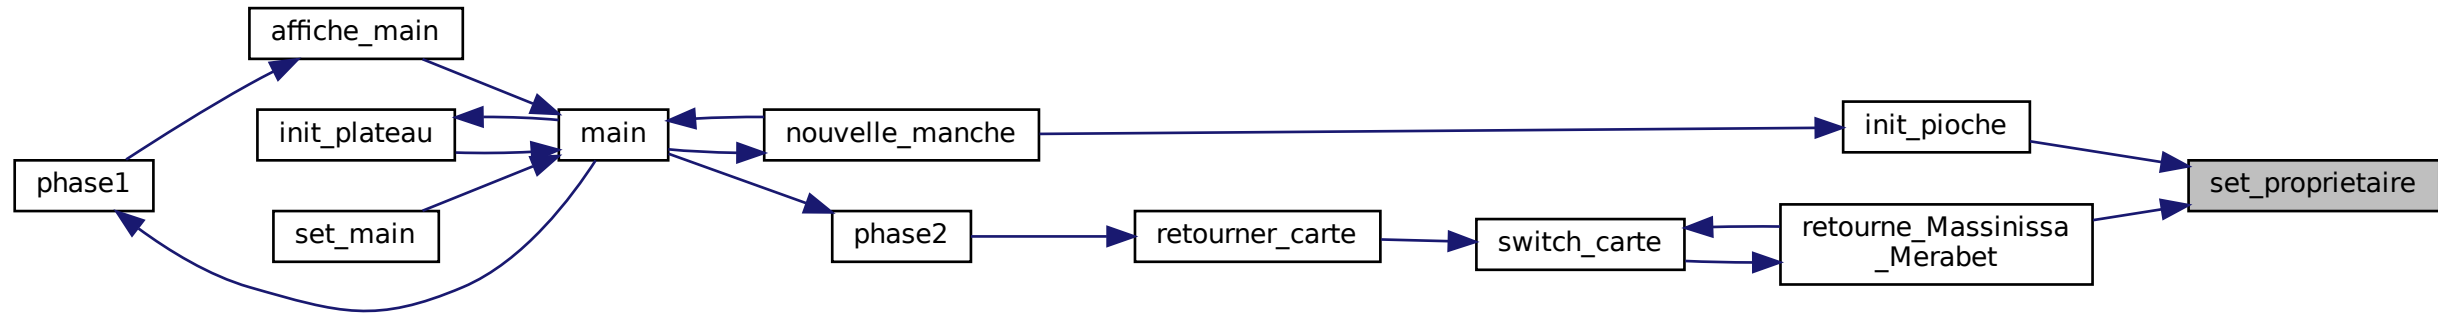 affiche_main
init_plateau
main
nouvelle_manche
init_pioche
phase1
set_proprietaire
set_main
phase2
retourner_carte
switch_carte
retourne_Massinissa
_Merabet